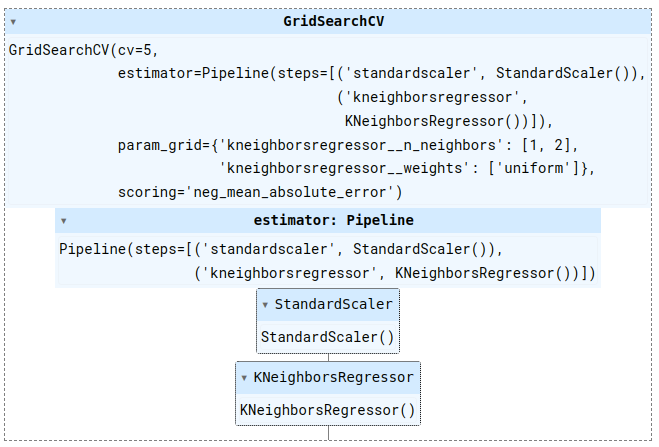 GridSearchCV
GridSearchCV(cv=5,
estimator=Pipeline(steps=[('standardscaler', StandardScaler()),
('kneighborsregressor',
KNeighborsRegressor())]),
param_grid={'kneighborsregressor__n_neighbors': [1, 2],
'kneighborsregressor__weights': ['uniform']},
scoring='neg_mean_absolute_error')
estimator: Pipeline
Pipeline(steps=[('standardscaler', StandardScaler()),
('kneighborsregressor', KNeighborsRegressor())])
StandardScaler
StandardScaler()
KNeighborsRegressor
KNeighborsRegressor()